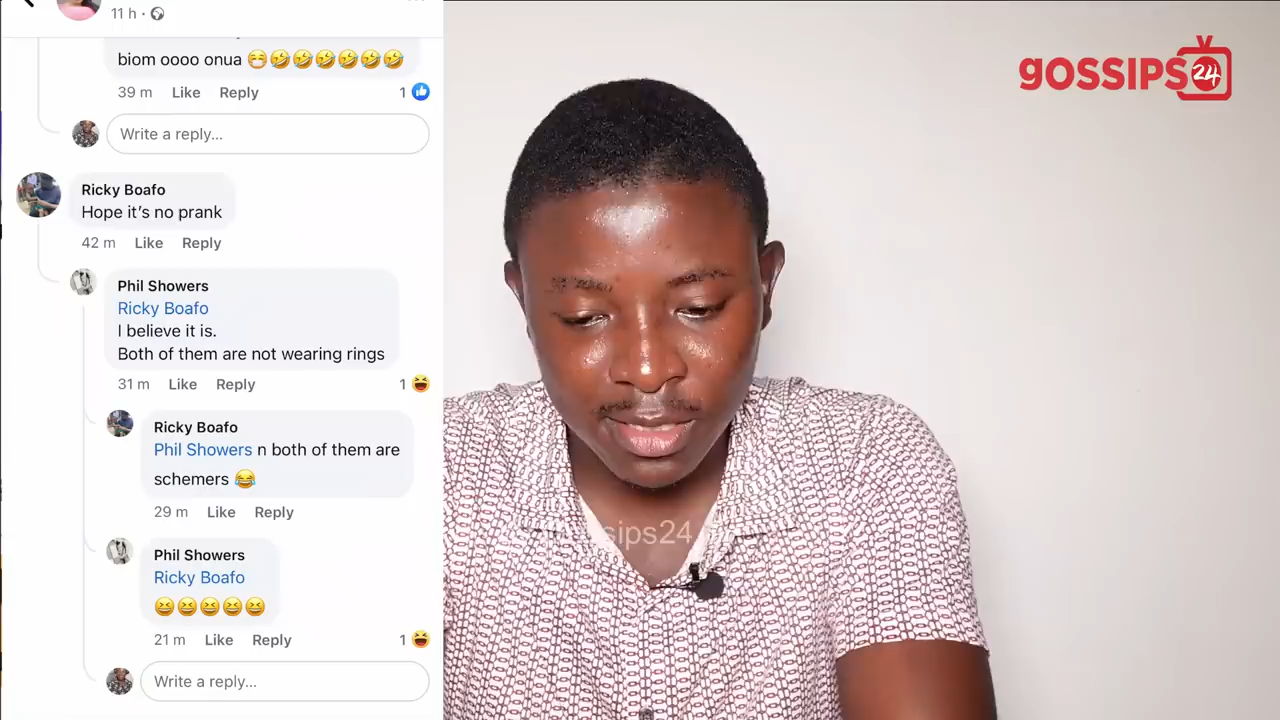 11 h
biom oooo onua 😷🤣🤣🤣🤣🤣🤣
39 m Like Reply 1
Write a reply...
Ricky Boafo
Hope it's no prank
42 m Like Reply
Phil Showers
Ricky Boafo
I believe it is.
Both of them are not wearing rings
31 m Like Reply 1
Ricky Boafo
Phil Showers n both of them are
schemers 😂
29 m Like Reply
Phil Showers
Ricky Boafo
😆😆😆😆😆
21 m Like Reply 1
Write a reply...
gOSSIPS24